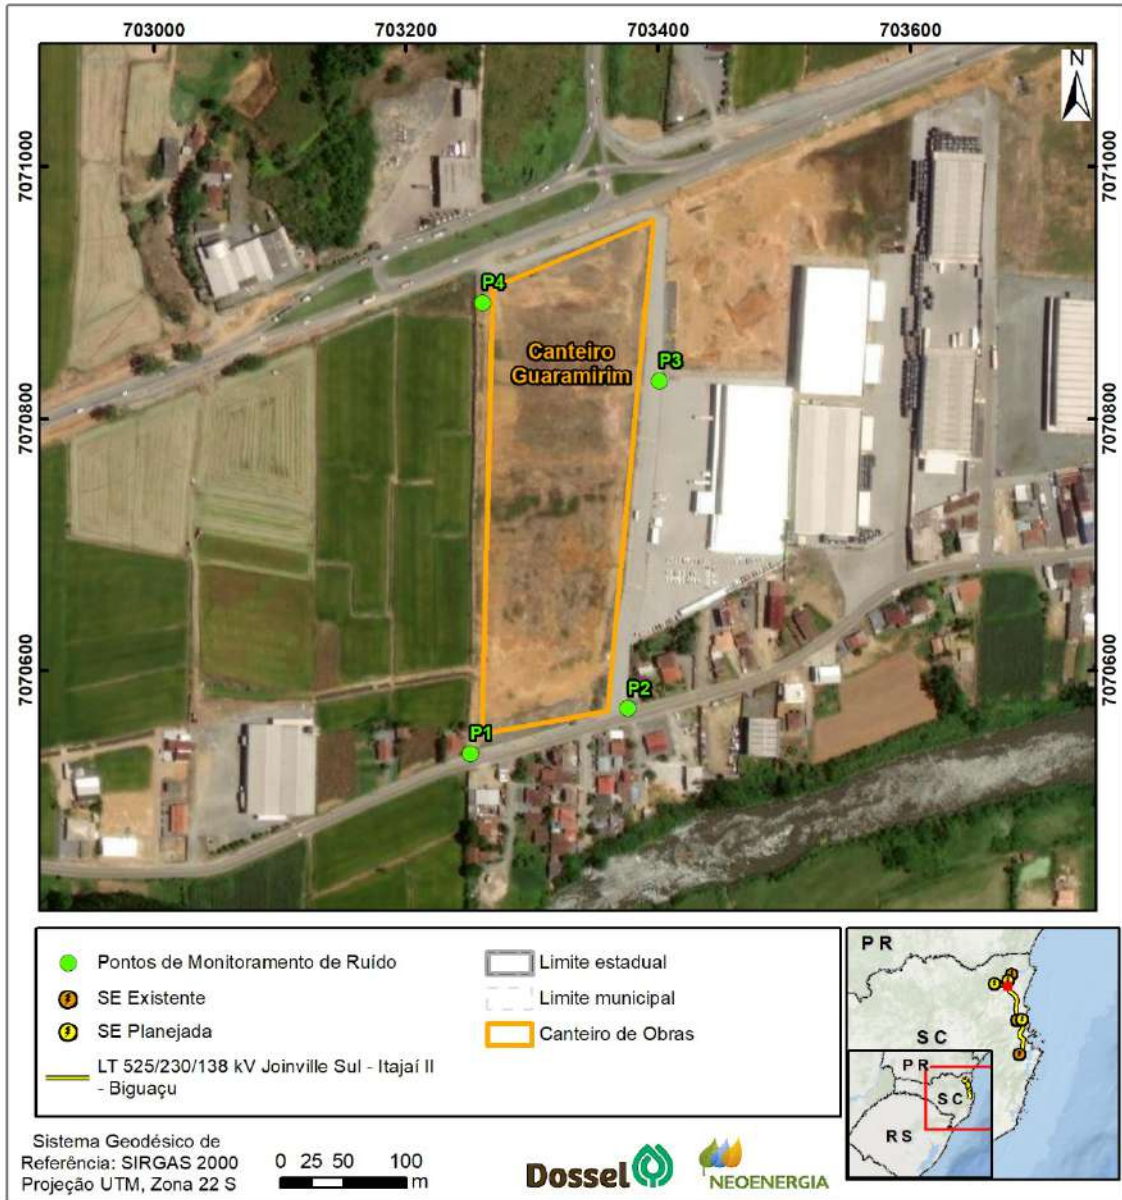 703000
703200
703400
703600
N
7071000
7071000
P4
Canteiro
Guaramirim
P3
7070800
7070800
7070600
7070600
P2
P1
Pontos de Monitoramento de Ruído
SE Existente
SE Planejada
LT 525/230/138 kV Joinville Sul - Itajaí II
- Biguaçu
Limite estadual
Limite municipal
Canteiro de Obras
PR
SC
PR
SC
RS
Sistema Geodésico de
Referência: SIRGAS 2000
Projeção UTM, Zona 22 S
0 25 50 100
m
Dossel
NEOENERGIA